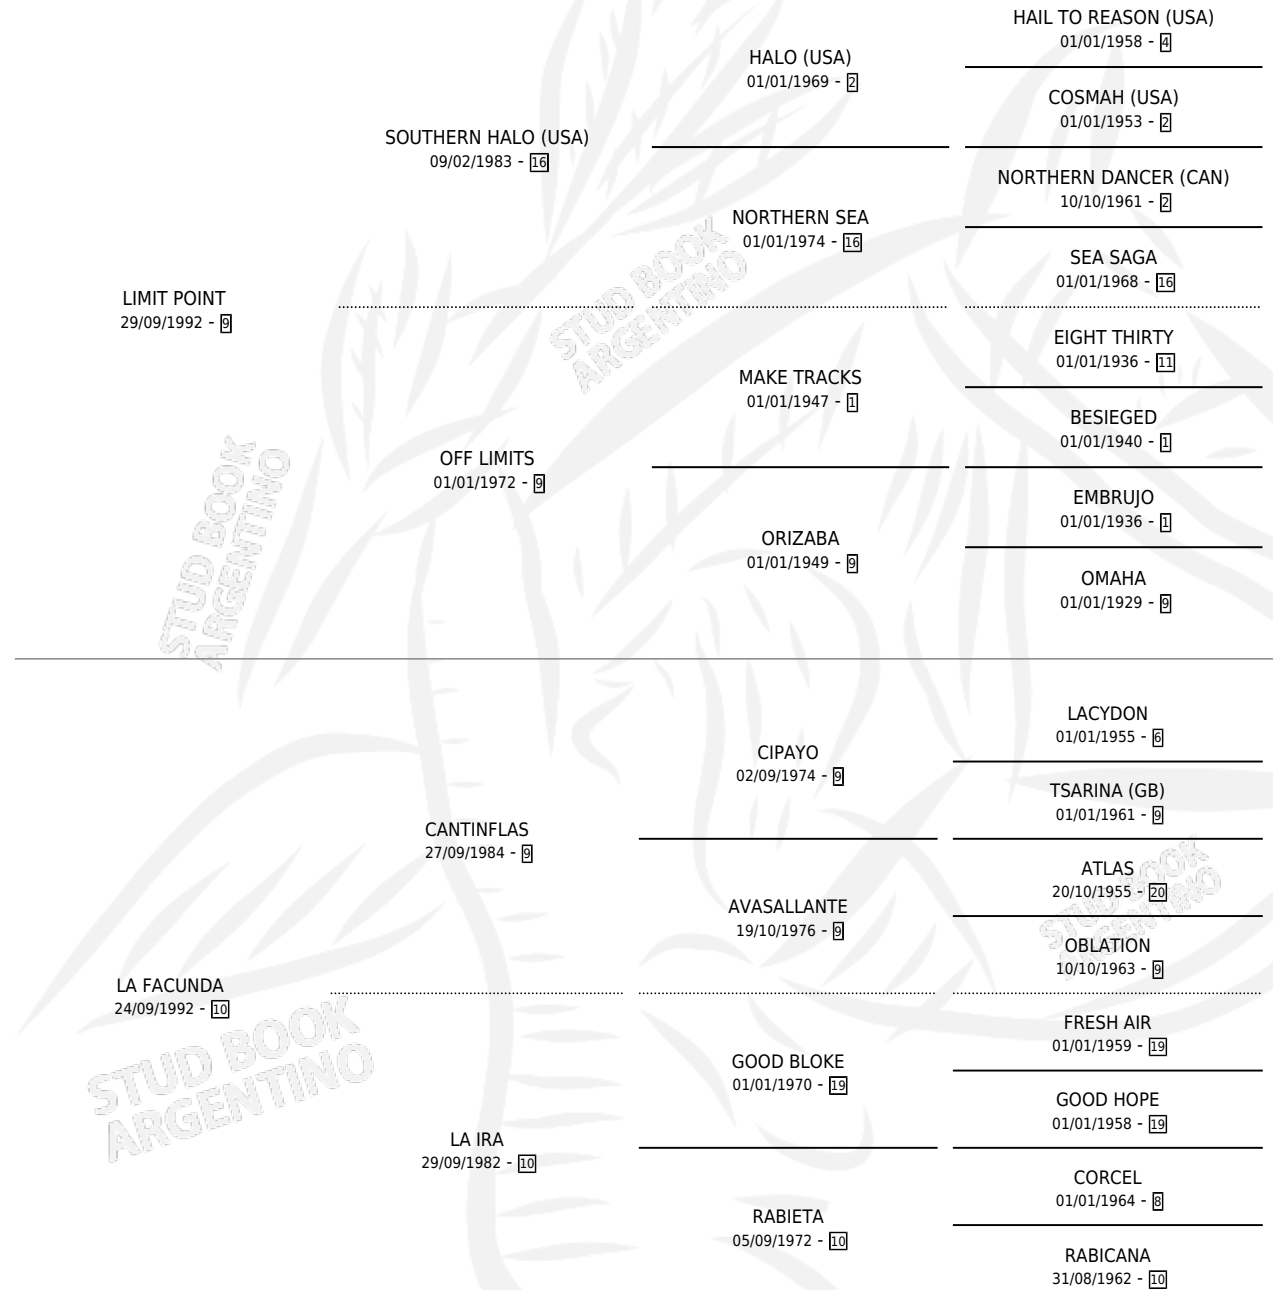 HAIL TO REASON (USA)
01/01/1958 - 4
HALO (USA)
01/01/1969 - 2
COSMAH (USA)
01/01/1953 - 2
SOUTHERN HALO (USA)
09/02/1983 - 16
NORTHERN DANCER (CAN)
10/10/1961 - 2
NORTHERN SEA
01/01/1974 - 16
SEA SAGA
01/01/1968 - 16
LIMIT POINT
29/09/1992 - 9
STUD BOOK
ARGENTINO
EIGHT THIRTY
01/01/1936 - 11
MAKE TRACKS
01/01/1947 - 1
BESIEGED
01/01/1940 - 1
OFF LIMITS
01/01/1972 - 9
EMBRUJO
01/01/1936 - 1
ORIZABA
01/01/1949 - 9
OMAHA
01/01/1929 - 9
STUD BOOK
ARGENTINO
LACYDON
01/01/1955 - 6
CIPAYO
02/09/1974 - 9
TSARINA (GB)
01/01/1961 - 9
CANTINFLAS
27/09/1984 - 9
ATLAS
20/10/1955 - 20
AVASALLANTE
19/10/1976 - 9
OBLATION
10/10/1963 - 9
STUD BOOK
ARGENTINO
LA FACUNDA
24/09/1992 - 10
STUD BOOK
ARGENTINO
FRESH AIR
01/01/1959 - 19
GOOD BLOKE
01/01/1970 - 19
GOOD HOPE
01/01/1958 - 19
LA IRA
29/09/1982 - 10
CORCEL
01/01/1964 - 8
RABIETA
05/09/1972 - 10
RABICANA
31/08/1962 - 10